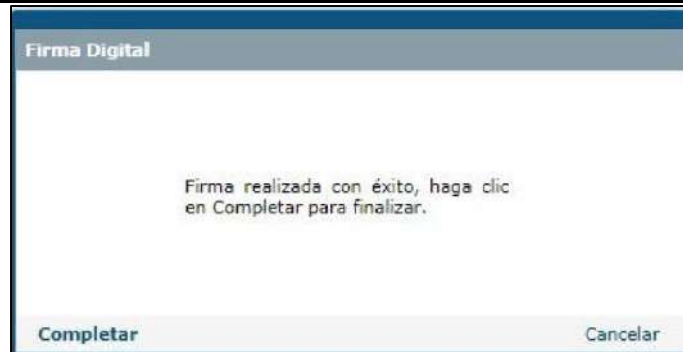 Firma Digital
Firma realizada con éxito, haga clic
en Completar para finalizar.
Completar Cancelar